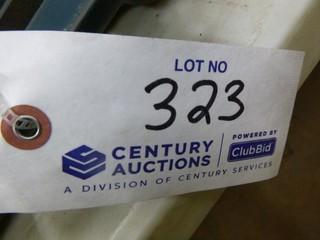 LOT NO
323
CENTURY AUCTIONS
POWERED BY
ClubBid
A DIVISION OF CENTURY SERVICES